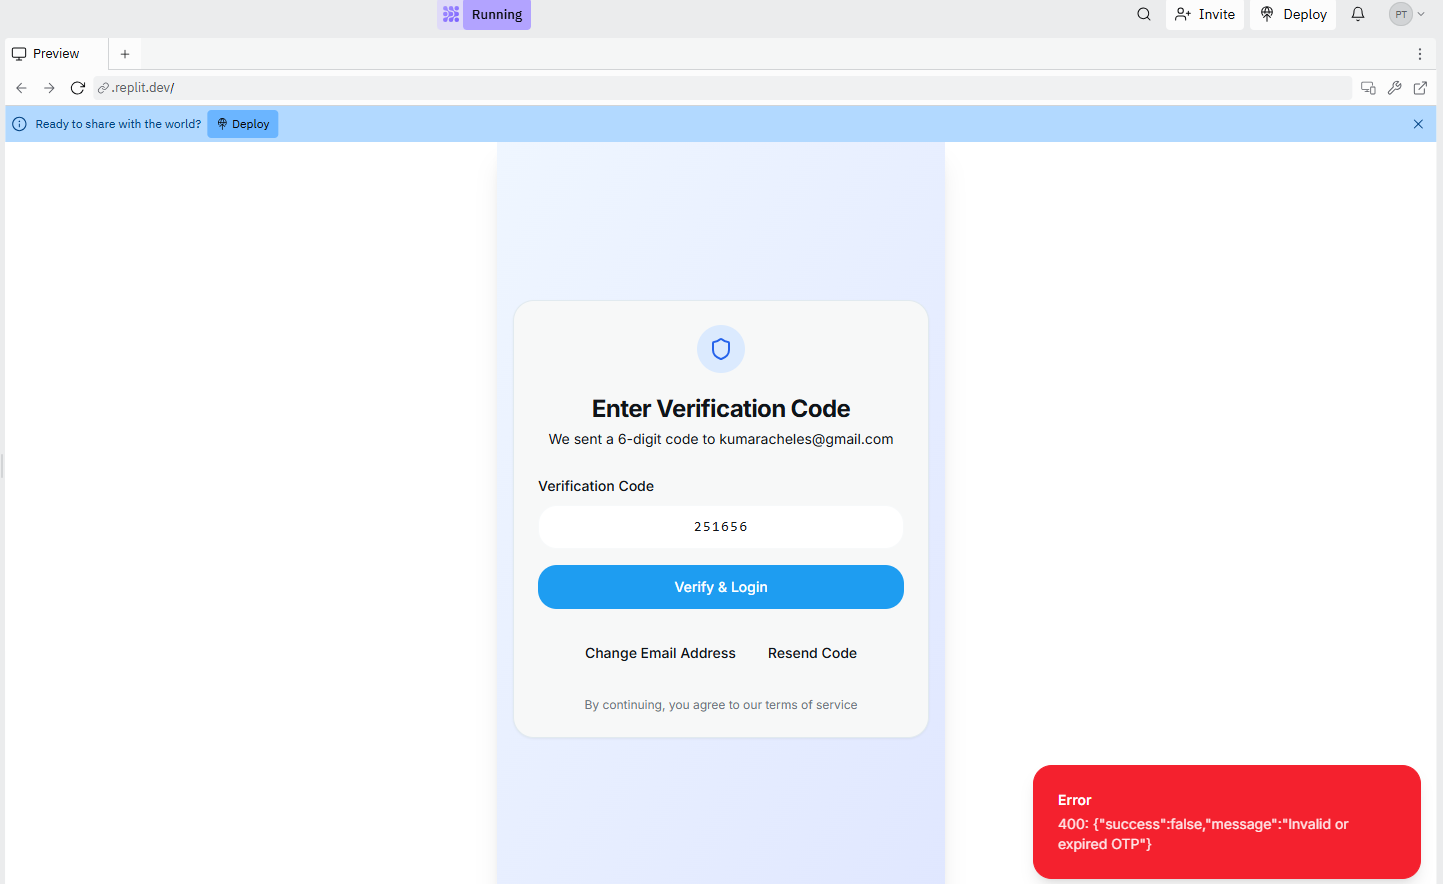 Running
Invite
Deploy
PT
Preview
.replit.dev/
Ready to share with the world?
Deploy
Enter Verification Code
We sent a 6-digit code to kumaracheles@gmail.com
Verification Code
251656
Verify & Login
Change Email Address
Resend Code
By continuing, you agree to our terms of service
Error
400: {"success":false,"message":"Invalid or
expired OTP"}